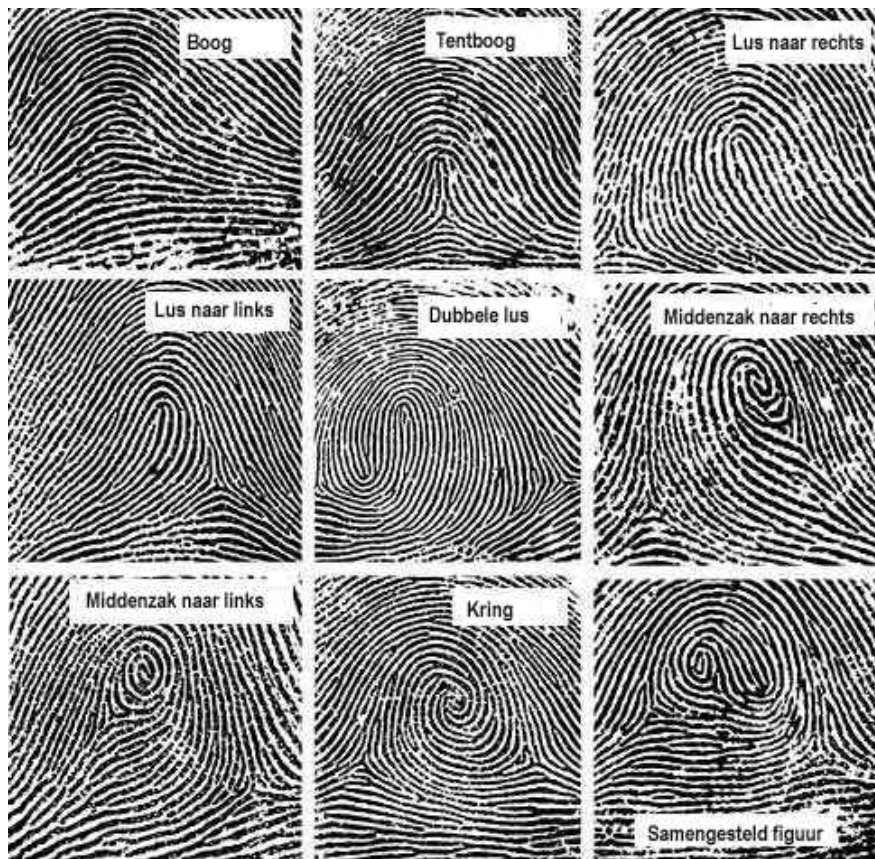 Boog
Tentboog
Lus naar rechts
Lus naar links
Dubbele lus
Middenzak naar rechts
Middenzak naar links
Kring
Samengesteld figuur